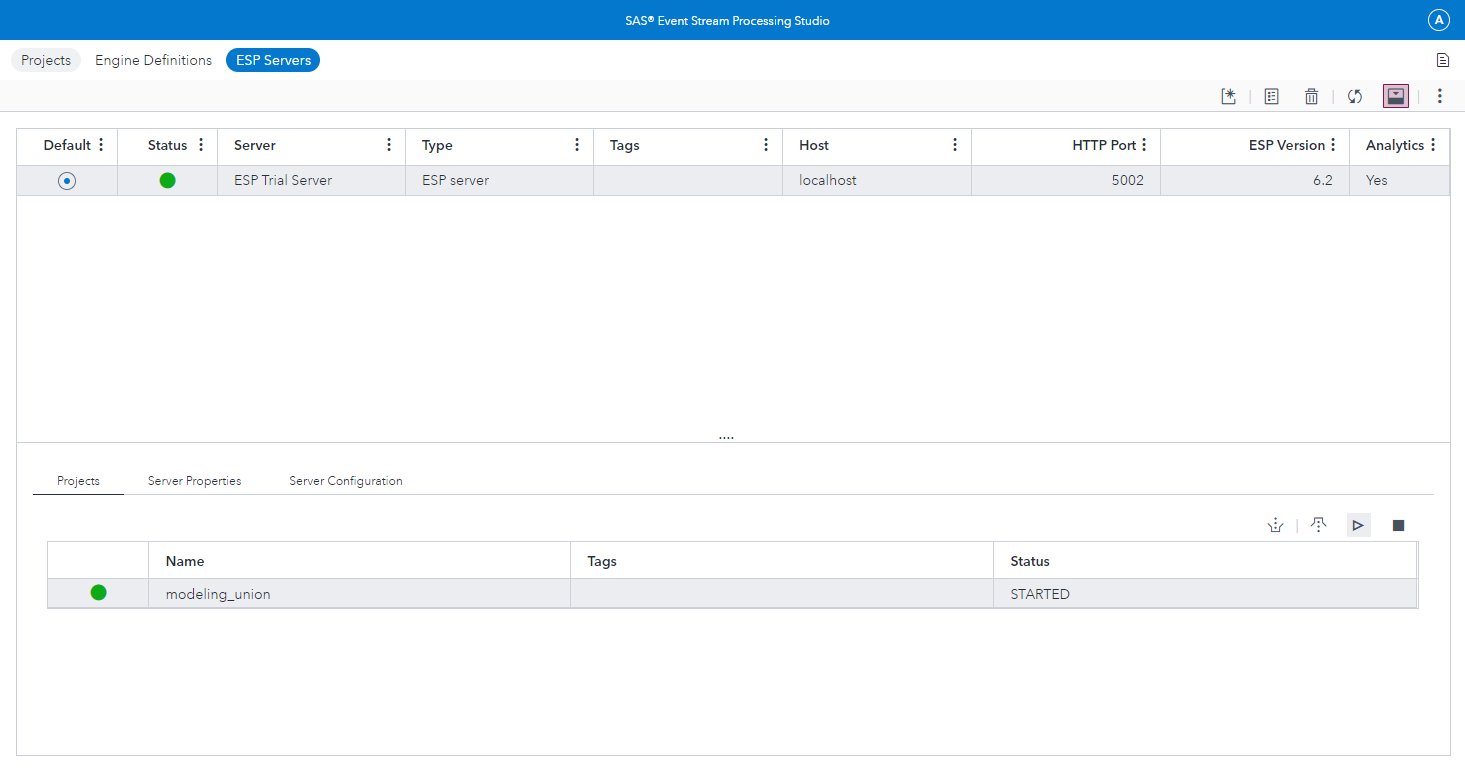 SAS® Event Stream Processing Studio
A
Projects Engine Definitions ESP Servers
Default Status Server Type Tags Host HTTP Port ESP Version Analytics
ESP Trial Server ESP server localhost 5002 6.2 Yes
Projects Server Properties Server Configuration
Name Tags Status
modeling_union STARTED